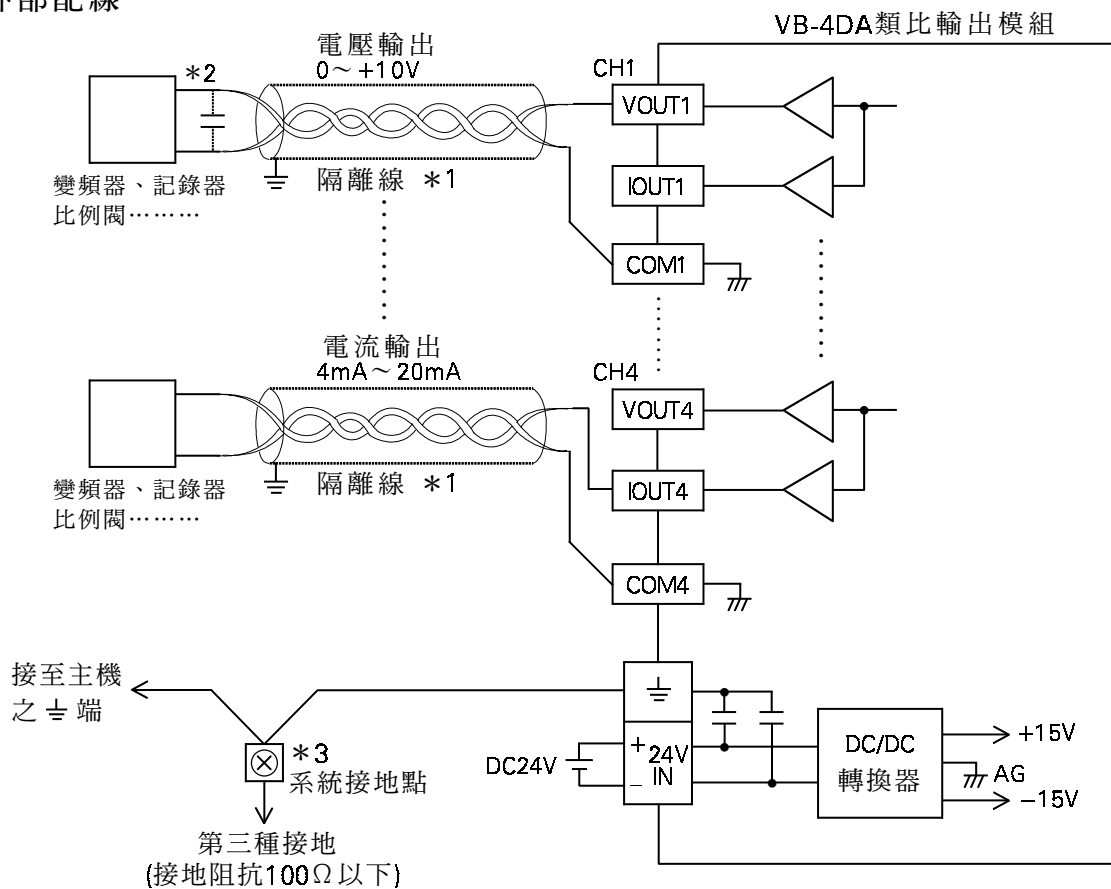 外部配線
VB-4DA類比輸出模組
電壓輸出
0～+10V
CH1
*2
VOUT1
隔離線 *1
IOUT1
變頻器、記錄器
比例閥………
COM1
電流輸出
4mA～20mA
CH4
VOUT4
隔離線 *1
IOUT4
變頻器、記錄器
比例閥………
COM4
接至主機
之⏚端
*3
系統接地點
第三種接地
(接地阻抗100Ω以下)
DC24V
+
24V
IN
−
DC/DC
轉換器
+15V
AG
−15V